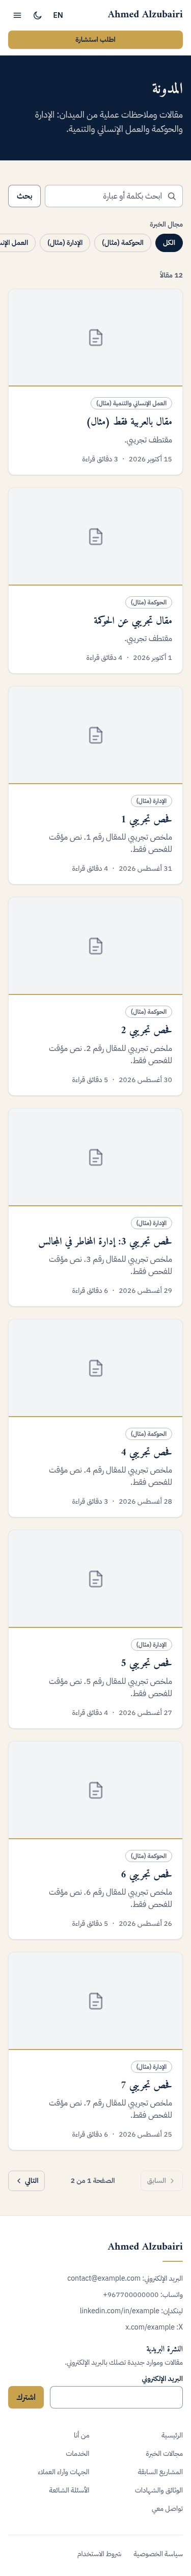 Ahmed Alzubairi
EN
اطلب استشارة
المدونة
مقالات وملاحظات عملية من الميدان: الإدارة
والحوكمة والعمل الإنساني والتنمية.
ابحث بكلمة أو عبارة
بحث
مجال الخبرة
الكل
الحوكمة (مثال)
الإدارة (مثال)
العمل الإنس
12 مقالاً
العمل الإنساني والتنمية (مثال)
مقال بالعربية فقط (مثال)
مقتطف تجريبي.
15 أكتوبر 2026 · 3 دقائق قراءة
الحوكمة (مثال)
مقال تجريبي عن الحوكمة
مقتطف تجريبي.
1 أكتوبر 2026 · 4 دقائق قراءة
الإدارة (مثال)
فحص تجريبي 1
ملخص تجريبي للمقال رقم 1. نص مؤقت
للفحص فقط.
31 أغسطس 2026 · 4 دقائق قراءة
الحوكمة (مثال)
فحص تجريبي 2
ملخص تجريبي للمقال رقم 2. نص مؤقت
للفحص فقط.
30 أغسطس 2026 · 5 دقائق قراءة
الإدارة (مثال)
فحص تجريبي 3: إدارة المخاطر في المجالس
ملخص تجريبي للمقال رقم 3. نص مؤقت
للفحص فقط.
29 أغسطس 2026 · 6 دقائق قراءة
الحوكمة (مثال)
فحص تجريبي 4
ملخص تجريبي للمقال رقم 4. نص مؤقت
للفحص فقط.
28 أغسطس 2026 · 3 دقائق قراءة
الإدارة (مثال)
فحص تجريبي 5
ملخص تجريبي للمقال رقم 5. نص مؤقت
للفحص فقط.
27 أغسطس 2026 · 4 دقائق قراءة
الحوكمة (مثال)
فحص تجريبي 6
ملخص تجريبي للمقال رقم 6. نص مؤقت
للفحص فقط.
26 أغسطس 2026 · 5 دقائق قراءة
الإدارة (مثال)
فحص تجريبي 7
ملخص تجريبي للمقال رقم 7. نص مؤقت
للفحص فقط.
25 أغسطس 2026 · 6 دقائق قراءة
السابق
الصفحة 1 من 2
التالي
Ahmed Alzubairi
البريد الإلكتروني: contact@example.com
واتساب: +967700000000
لينكدإن: linkedin.com/in/example
X: x.com/example
النشرة البريدية
مقالات وموارد جديدة تصلك بالبريد الإلكتروني.
البريد الإلكتروني
اشترك
الرئيسية
من أنا
مجالات الخبرة
الخدمات
المشاريع السابقة
الجهات وآراء العملاء
الوثائق والشهادات
الأسئلة الشائعة
تواصل معي
سياسة الخصوصية
شروط الاستخدام